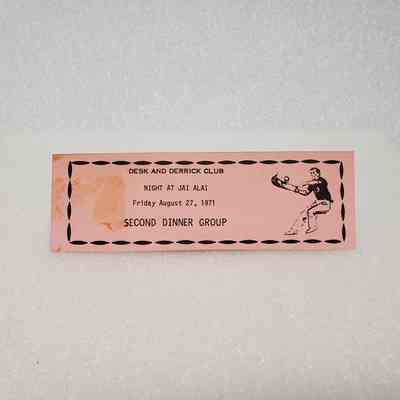 DESK AND DERRICK CLUB
NIGHT AT JAI ALAI
Friday August 27, 1971
SECOND DINNER GROUP